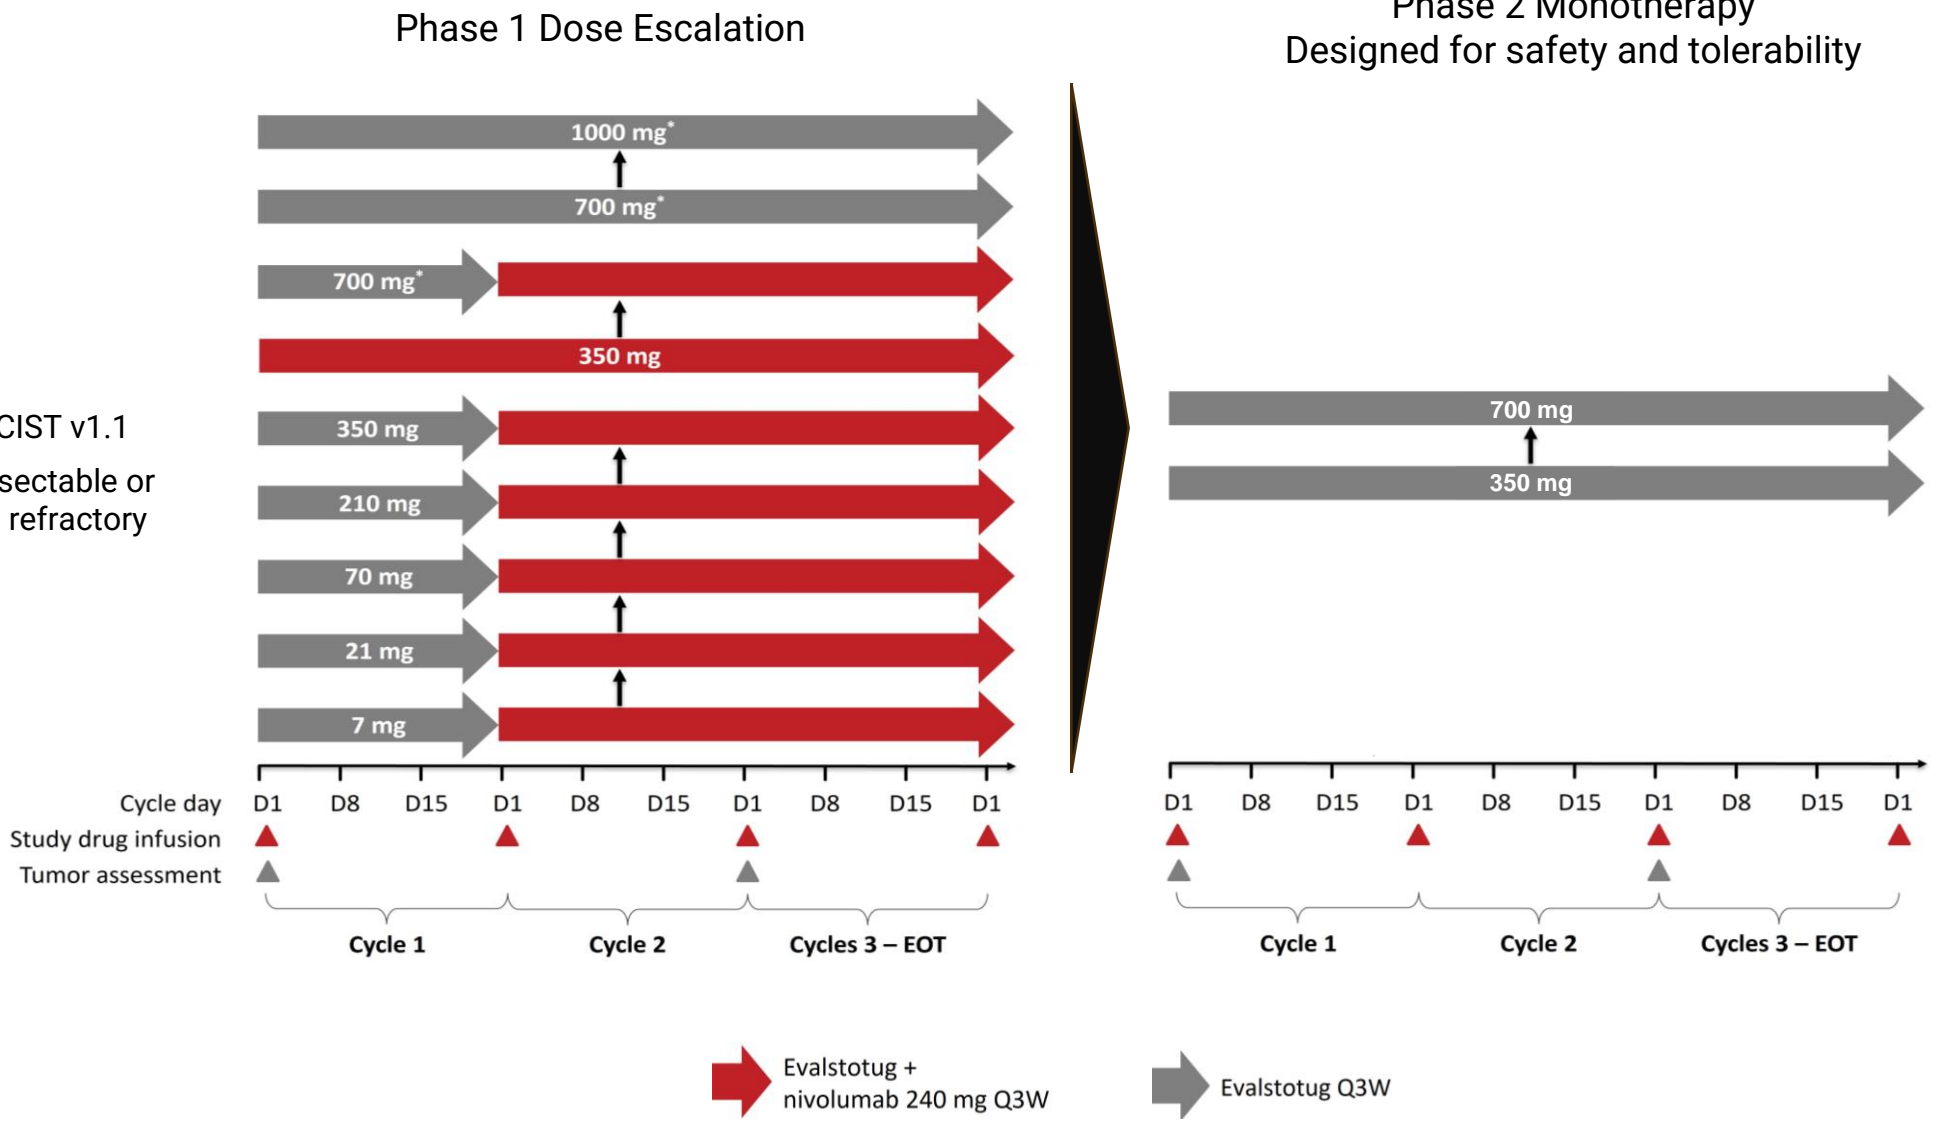 Phase 1 Dose Escalation
Phase 2 Monotherapy
Designed for safety and tolerability
1000 mg*
700 mg*
700 mg*
350 mg
350 mg
210 mg
70 mg
21 mg
7 mg
CIST v1.1
sectable or
refractory
700 mg
350 mg
Cycle day D1 D8 D15 D1 D8 D15 D1 D8 D15 D1
Study drug infusion
Tumor assessment
Cycle 1 Cycle 2 Cycles 3 – EOT
D1 D8 D15 D1 D8 D15 D1 D8 D15 D1
Cycle 1 Cycle 2 Cycles 3 – EOT
Evalstotug +
nivolumab 240 mg Q3W
Evalstotug Q3W